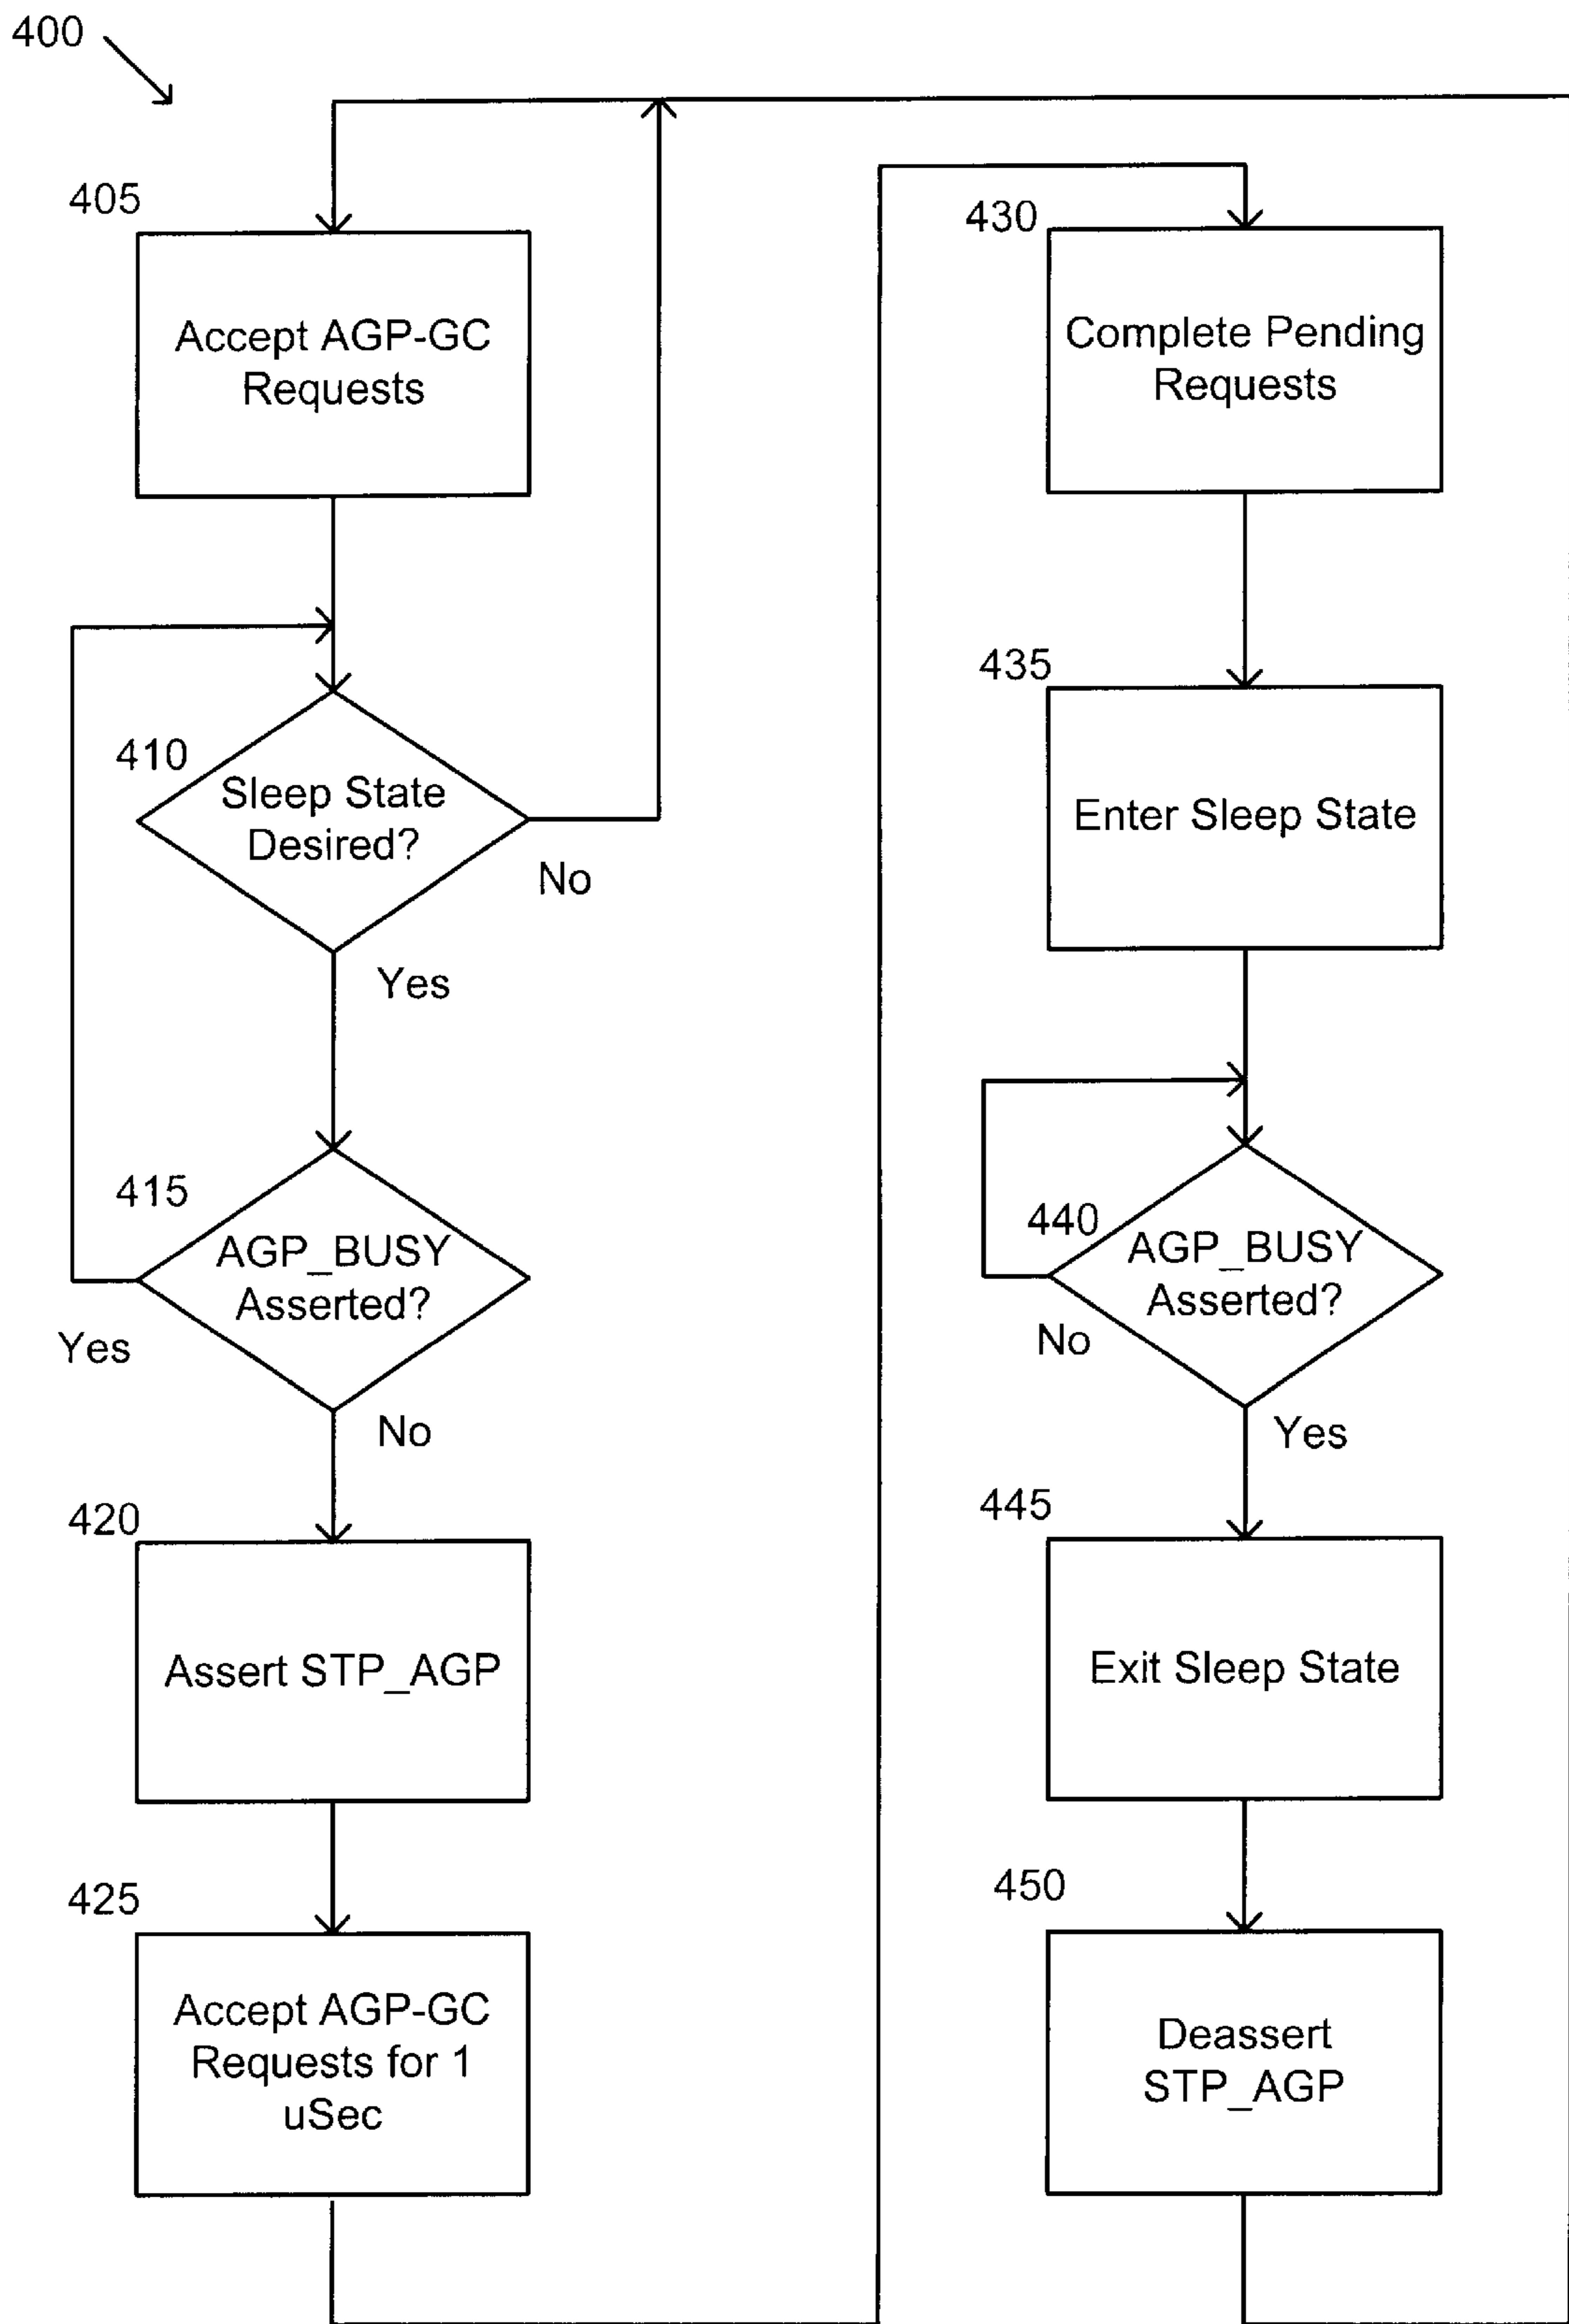 400
405
Accept AGP-GC
Requests
410
Sleep State
Desired?
No
Yes
415
AGP_BUSY
Asserted?
Yes
No
420
Assert STP_AGP
425
Accept AGP-GC
Requests for 1
uSec
430
Complete Pending
Requests
435
Enter Sleep State
440
AGP_BUSY
Asserted?
No
Yes
445
Exit Sleep State
450
Deassert
STP_AGP